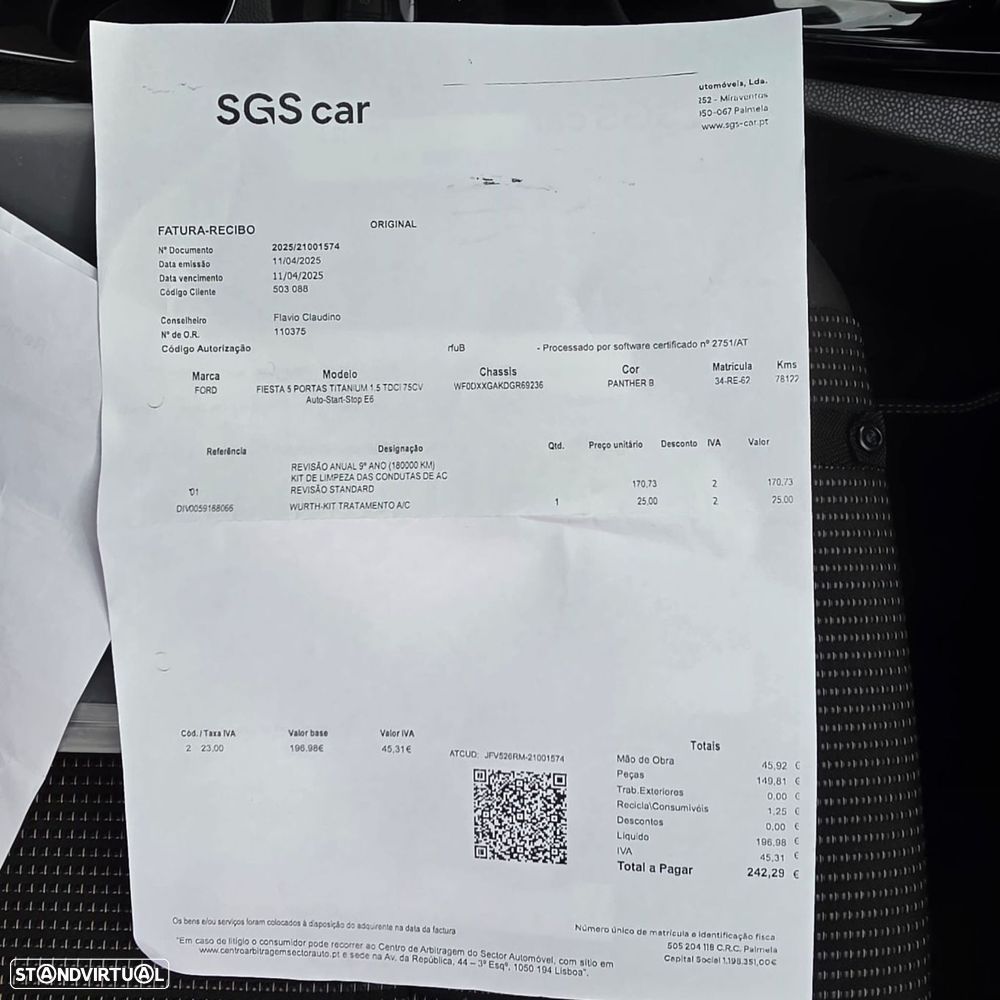 SGS car
utomóveis, Lda.
252 - Miraventos
950-067 Palmela
www.sgs-car.pt
FATURA-RECIBO ORIGINAL
Nº Documento 2025/21001574
Data emissão 11/04/2025
Data vencimento 11/04/2025
Código Cliente 503 088
Conselheiro Flavio Claudino
Nº de O.R. 110375
Código Autorização rfuB - Processado por software certificado nº 2751/AT
Marca Modelo Chassis Cor Matrícula Kms
FORD FIESTA 5 PORTAS TITANIUM 1.5 TDCI 75CV WF0DXXGAKDGR69236 PANTHER B 34-RE-62 78122
Auto-Start-Stop E6
Referência Designação Qtd. Preço unitário Desconto IVA Valor
REVISÃO ANUAL 9º ANO (180000 KM)
KIT DE LIMPEZA DAS CONDUTAS DE AC
01 REVISÃO STANDARD 170,73 2 170,73
DIV0059188066 WURTH-KIT TRATAMENTO A/C 1 25,00 2 25,00
Cód. / Taxa IVA Valor base Valor IVA
2 23,00 196.98€ 45,31€
ATCUD: JFV526RM-21001574
Totais
Mão de Obra 45,92 €
Peças 149,81 €
Trab.Exteriores 0,00 €
Recicla\Consumivéis 1,25 €
Descontos 0,00 €
Liquido 196,98 €
IVA 45,31 €
Total a Pagar 242,29 €
Os bens e/ou serviços foram colocados à disposição do adquirente na data da factura
"Em caso de litígio o consumidor pode recorrer ao Centro de Arbitragem do Sector Automóvel, com sítio em
www.centroarbitragemsectorauto.pt e sede na Av. da República, 44 – 3º Esqº, 1050 194 Lisboa".
Número único de matrícula e Identificação fisca
505 204 118 C.R.C. Palmela
Capital Social 1.198.351,00€
STANDVIRTUAL